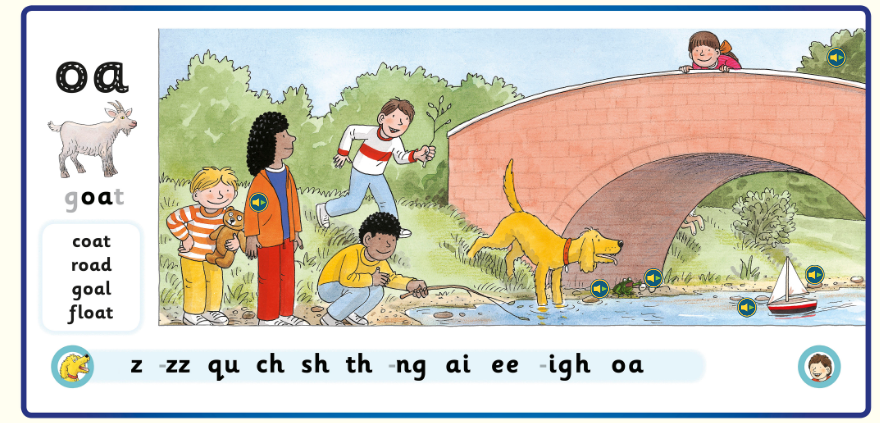 oa
goat
coat
road
goal
float
z -zz qu ch sh th -ng ai ee -igh oa